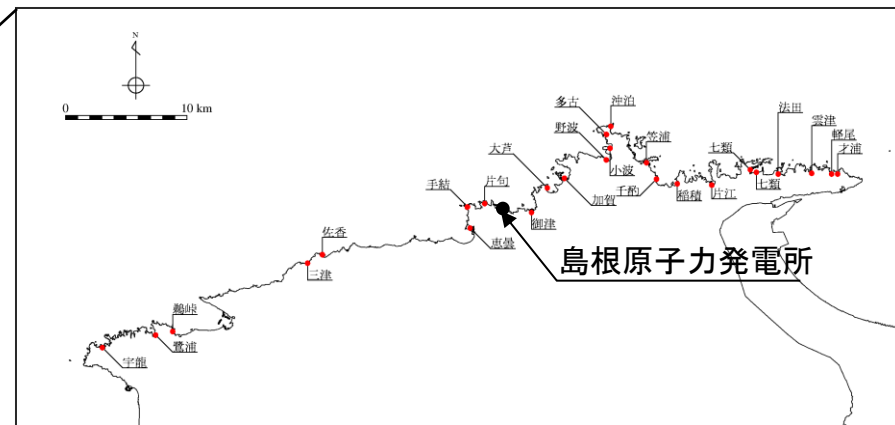 N
0
10 km
沖泊
多古
法田
雲津
野波
笠浦
軽尾
七類
才浦
大芦
小波
七類
手結
片句
加賀
千酌
稲積
片江
御津
恵曇
佐香
島根原子力発電所
三津
鵜峠
鷺浦
宇龍